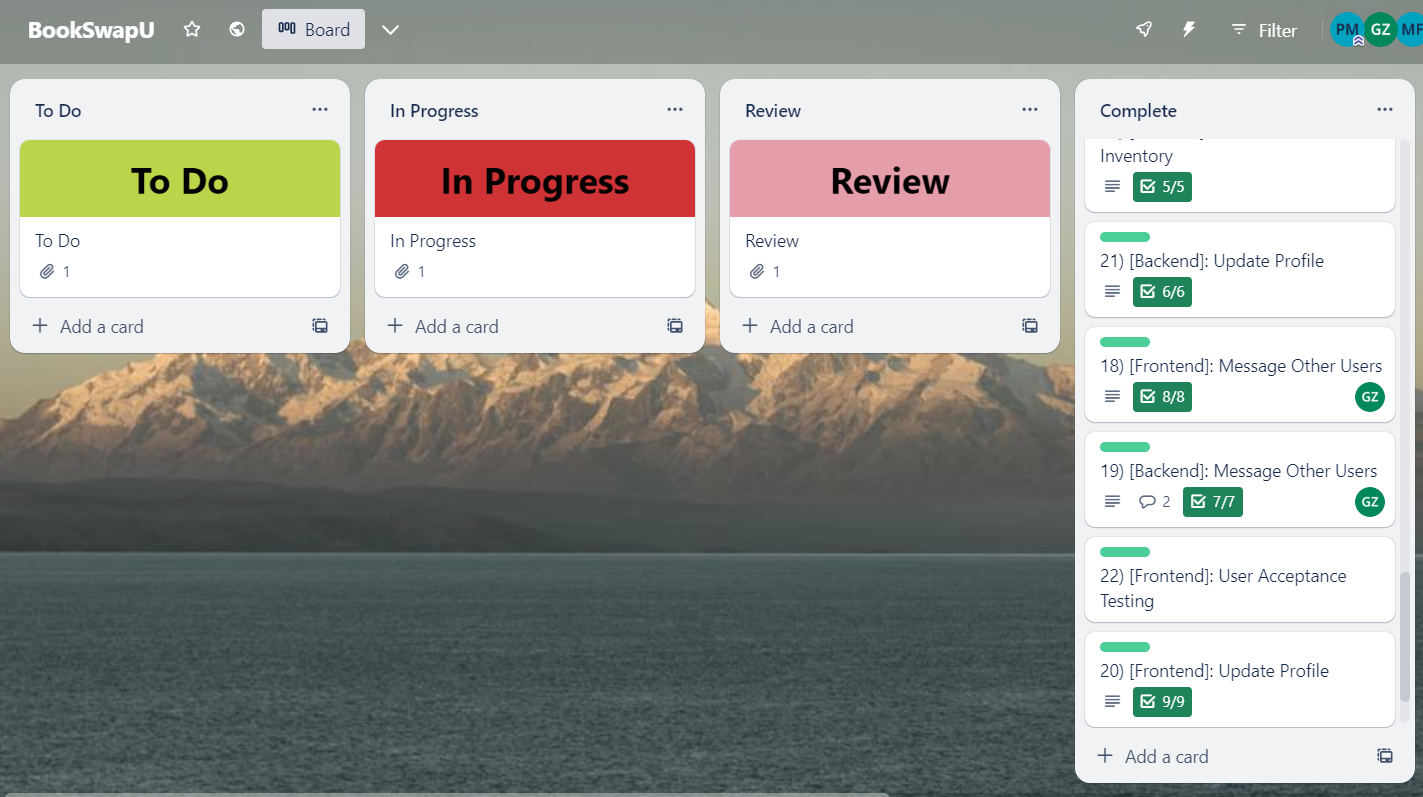 BookSwapU
Board
Filter
PM
GZ
MF
To Do
To Do
To Do
1
Add a card
In Progress
In Progress
In Progress
1
Add a card
Review
Review
Review
1
Add a card
Complete
Inventory
5/5
21) [Backend]: Update Profile
6/6
18) [Frontend]: Message Other Users
8/8
GZ
19) [Backend]: Message Other Users
2
7/7
GZ
22) [Frontend]: User Acceptance
Testing
20) [Frontend]: Update Profile
9/9
Add a card